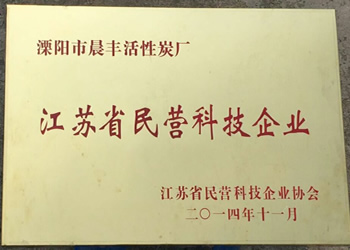 溧阳市晨丰活性炭厂
江苏省民营科技企业
江苏省民营科技企业协会
二〇一四年十一月